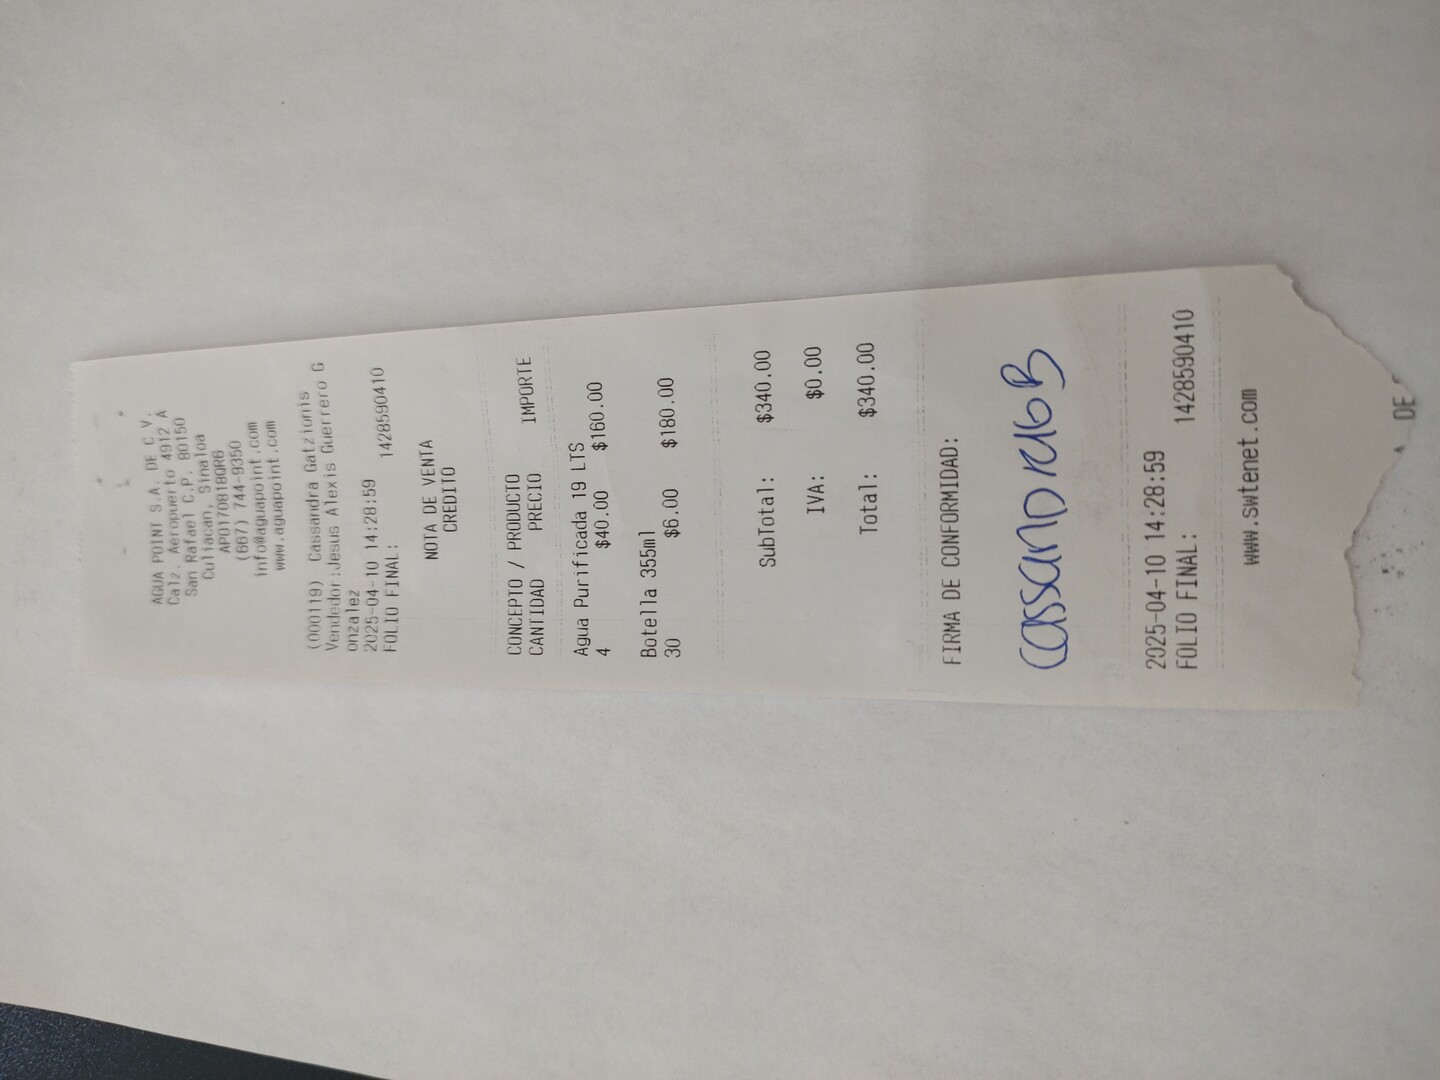 AGUA POINT S.A. DE C.V.
Calz. Aeropuerto 4912 A
San Rafael C.P. 80150
Culiacan, Sinaloa
APO170818QR6
(667) 744-9350
info@aguapoint.com
www.aguapoint.com
(000119) Cassandra Gatzionis
Vendedor:Jesus Alexis Guerrero G
onzalez
2025-04-10 14:28:59
FOLIO FINAL: 1428590410
NOTA DE VENTA
CREDITO
CONCEPTO / PRODUCTO
CANTIDAD PRECIO IMPORTE
Agua Purificada 19 LTS
4 $40.00 $160.00
Botella 355ml
30 $6.00 $180.00
SubTotal: $340.00
IVA: $0.00
Total: $340.00
FIRMA DE CONFORMIDAD:
2025-04-10 14:28:59
FOLIO FINAL: 1428590410
www.swtenet.com
DE